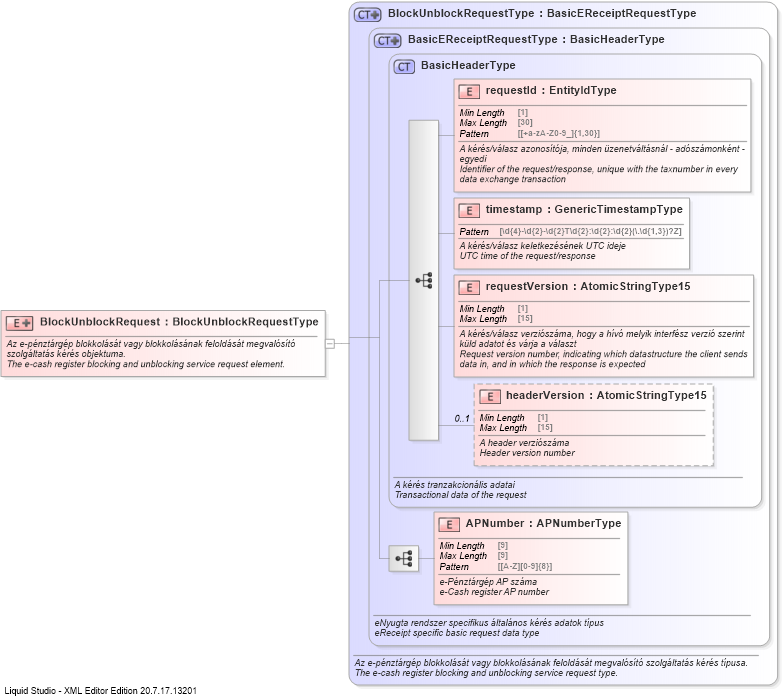 BlockUnblockRequestType : BasicEReceiptRequestType
BasicEReceiptRequestType : BasicHeaderType
BasicHeaderType
requestId : EntityIdType
Min Length [1]
Max Length [30]
Pattern [[+a-zA-Z0-9_]{1,30}]
A kérés/válasz azonosítója, minden üzenetváltásnál - adószámonként -
egyedi
Identifier of the request/response, unique with the taxnumber in every
data exchange transaction
timestamp : GenericTimestampType
Pattern [\d{4}-\d{2}-\d{2}T\d{2}:\d{2}:\d{2}(\.\d{1,3})?Z]
A kérés/válasz keletkezésének UTC ideje
UTC time of the request/response
requestVersion : AtomicStringType15
Min Length [1]
Max Length [15]
A kérés/válasz verziószáma, hogy a hívó melyik interfész verzió szerint
küld adatot és várja a választ
Request version number, indicating which datastructure the client sends
data in, and in which the response is expected
BlockUnblockRequest : BlockUnblockRequestType
Az e-pénztárgép blokkolását vagy blokkolásának feloldását megvalósító
szolgáltatás kérés objektuma.
The e-cash register blocking and unblocking service request element.
headerVersion : AtomicStringType15
0..1
Min Length [1]
Max Length [15]
A header verziószáma
Header version number
A kérés tranzakcionális adatai
Transactional data of the request
APNumber : APNumberType
Min Length [9]
Max Length [9]
Pattern [[A-Z][0-9]{8}]
e-Pénztárgép AP száma
e-Cash register AP number
eNyugta rendszer specifikus általános kérés adatok típus
eReceipt specific basic request data type
Az e-pénztárgép blokkolását vagy blokkolásának feloldását megvalósító szolgáltatás kérés típusa.
The e-cash register blocking and unblocking service request type.
Liquid Studio - XML Editor Edition 20.7.17.13201